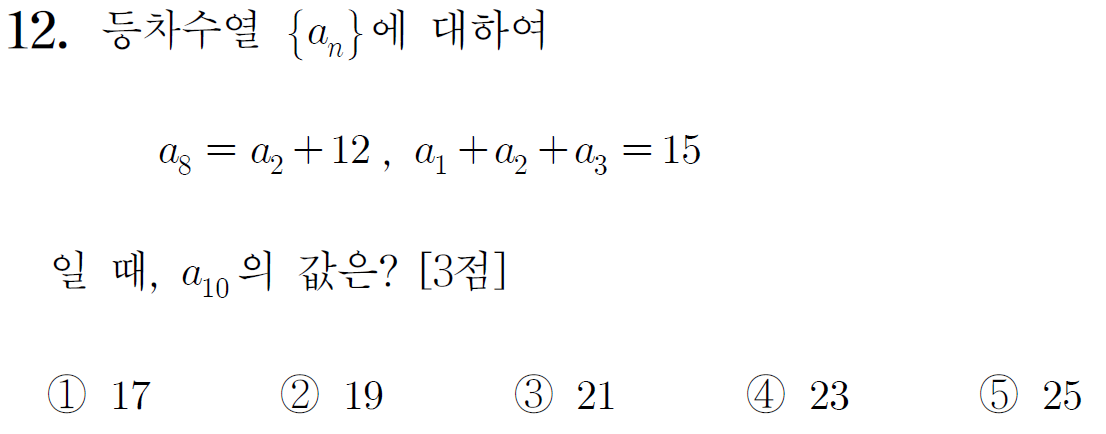 12. 등차수열 {aₙ}에 대하여
a₈ = a₂ + 12 , a₁ + a₂ + a₃ = 15
일 때, a₁₀의 값은? [3점]
① 17 ② 19 ③ 21 ④ 23 ⑤ 25